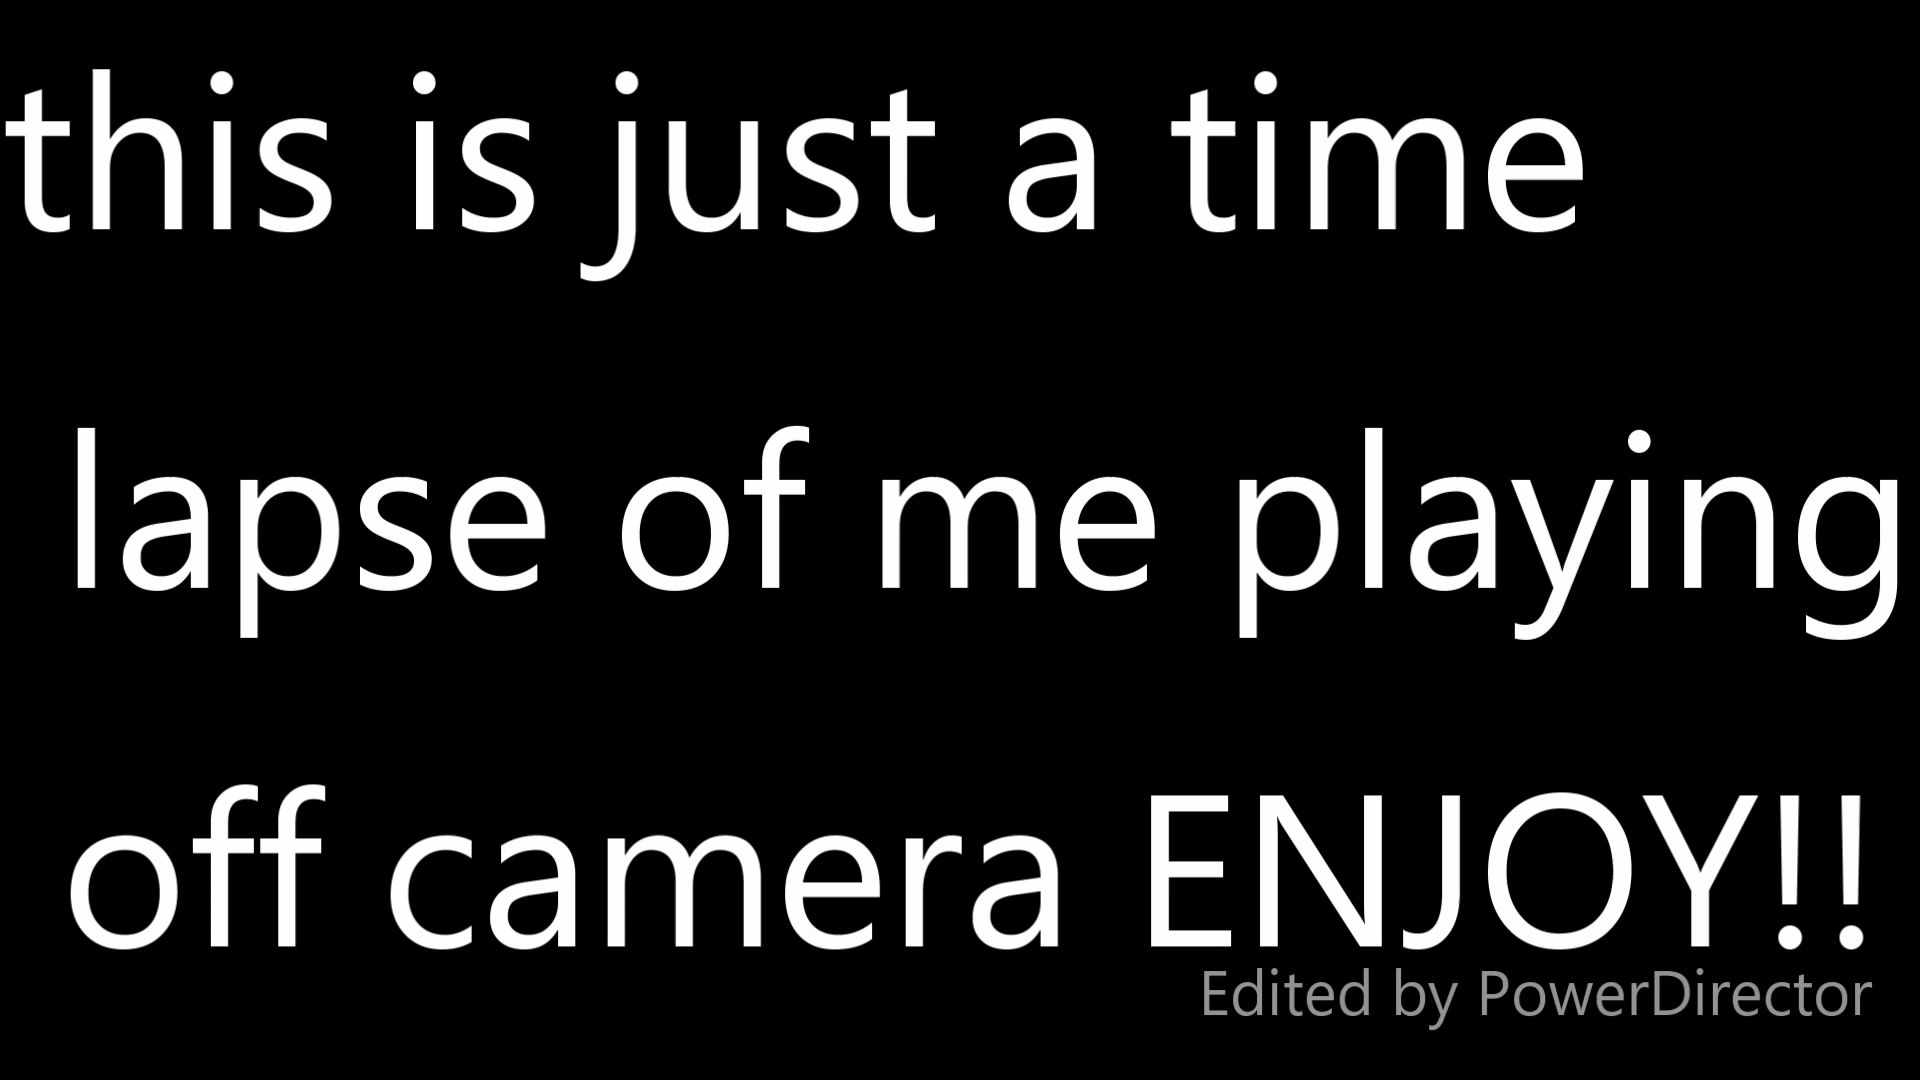 this is just a time
lapse of me playing
off camera ENJOY!!
Edited by PowerDirector